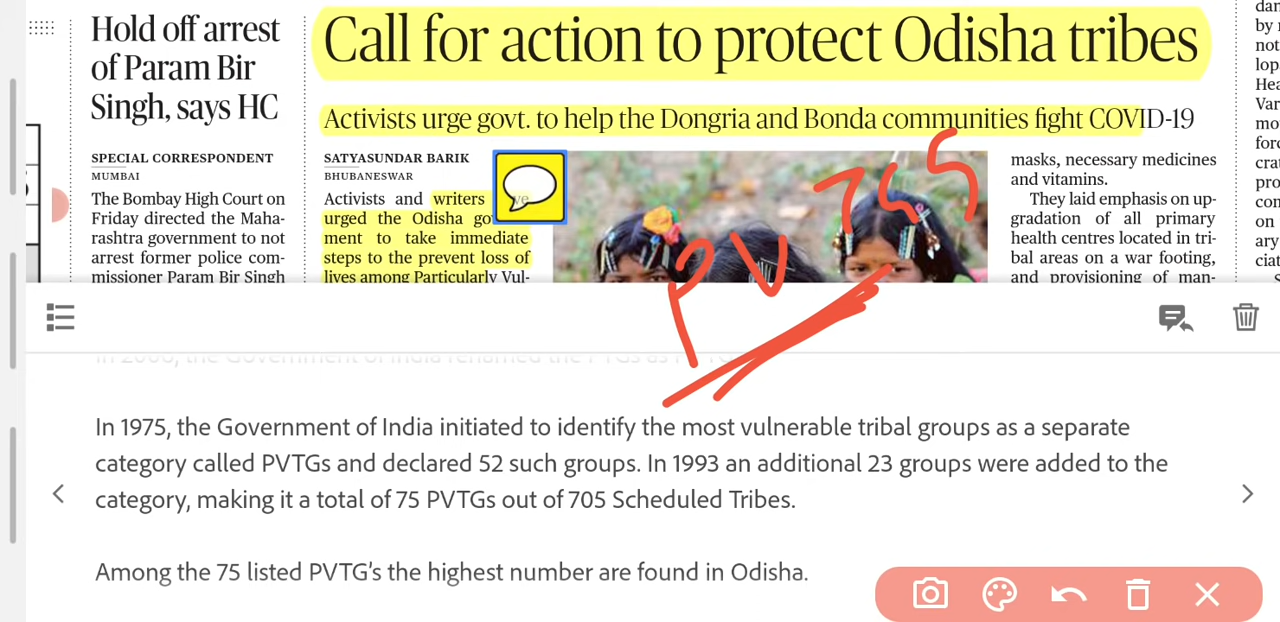 Hold off arrest
of Param Bir
Singh, says HC
SPECIAL CORRESPONDENT
MUMBAI
The Bombay High Court on
Friday directed the Maha-
rashtra government to not
arrest former police com-
missioner Param Bir Singh
Call for action to protect Odisha tribes
Activists urge govt. to help the Dongria and Bonda communities fight COVID-19
SATYASUNDAR BARIK
BHUBANESWAR
Activists and writers
urged the Odisha
ment to take immediate
steps to the prevent loss of
lives among Particularly Vul-
masks, necessary medicines
and vitamins.
They laid emphasis on up-
gradation of all primary
health centres located in tri-
bal areas on a war footing,
and provisioning of man-
PV
In 1975, the Government of India initiated to identify the most vulnerable tribal groups as a separate
category called PVTGs and declared 52 such groups. In 1993 an additional 23 groups were added to the
category, making it a total of 75 PVTGs out of 705 Scheduled Tribes.
Among the 75 listed PVTG's the highest number are found in Odisha.